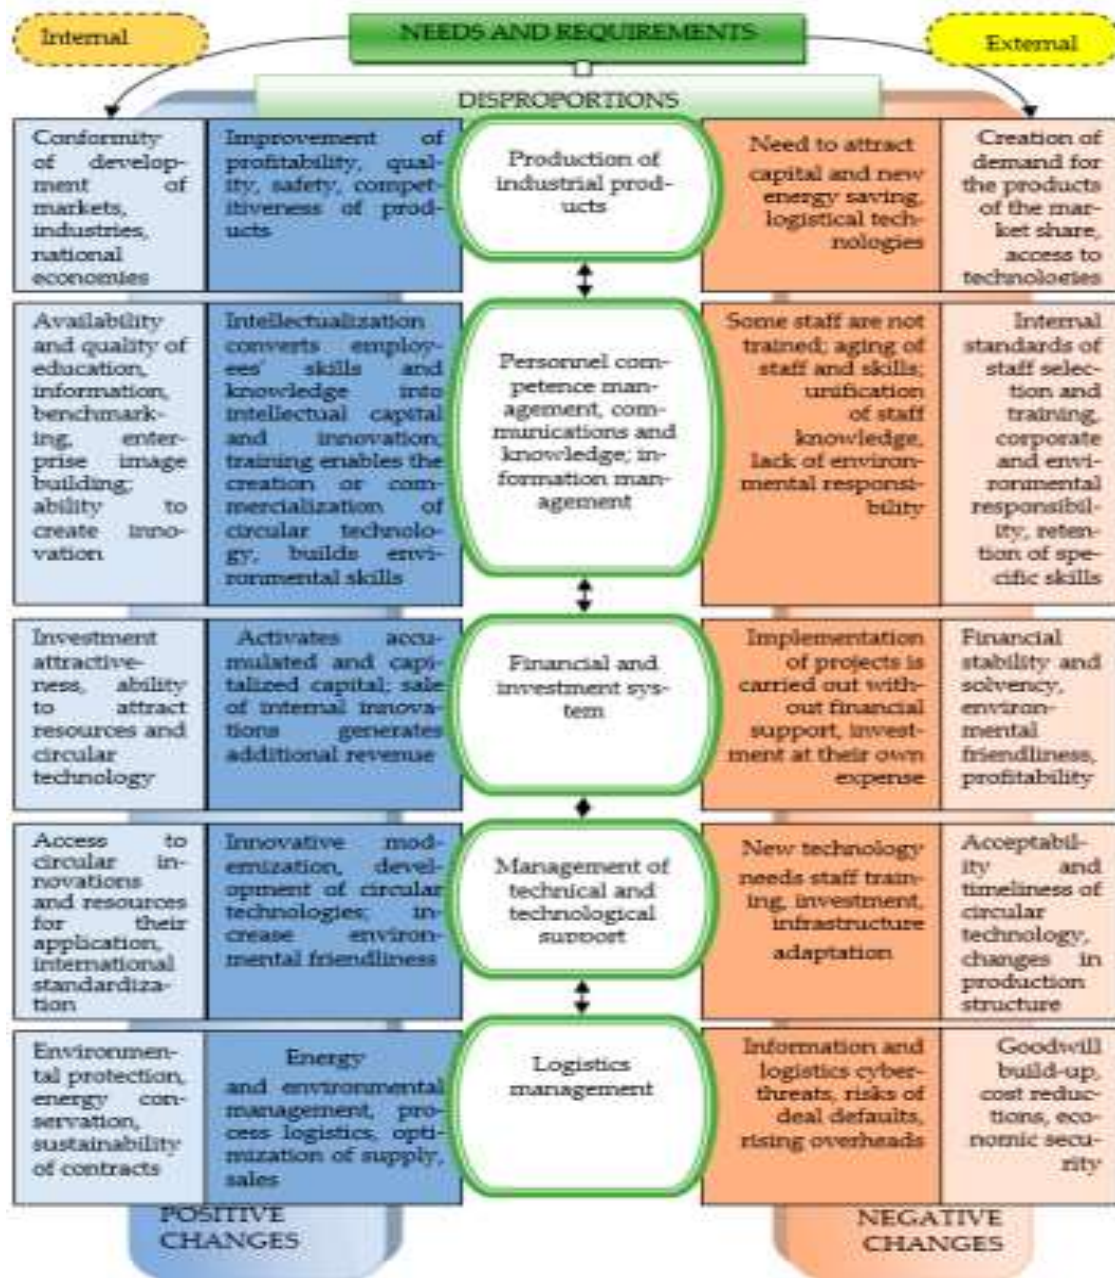 Internal
NEEDS AND REQUIREMENTS
External
DISPROPORTIONS
Conformity
of develop-
ment of
markets,
industries,
national
economies
Improvement of
profitability, qual-
ity, safety, compet-
itiveness of prod-
ucts
Production of
industrial prod-
ucts
Need to attract
capital and new
energy saving,
logistical tech-
nologies
Creation of
demand for
the products
of the mar-
ket share,
access to
technologies
Availability
and quality of
education,
information,
benchmark-
ing, enter-
prise image
building;
ability to
create inno-
vation
Intellectualization
converts employ-
ees' skills and
knowledge into
intellectual capital
and innovation;
training enables the
creation or com-
mercialization of
circular technolo-
gy, builds envi-
ronmental skills
Personnel com-
petence man-
agement, com-
munications and
knowledge; in-
formation man-
agement
Some staff are not
trained; aging of
staff and skills;
unification
of staff
knowledge,
lack of environ-
mental responsi-
bility
Internal
standards of
staff selec-
tion and
training,
corporate
and envi-
ronmental
responsibil-
ity, reten-
tion of spe-
cific skills
Investment
attractive-
ness, ability
to attract
resources and
circular
technology
Activates accu-
mulated and capi-
talized capital; sale
of internal innova-
tions generates
additional revenue
Financial and
investment sys-
tem
Implementation
of projects is
carried out with-
out financial
support, invest-
ment at their own
expense
Financial
stability and
solvency,
environ-
mental
friendliness,
profitability
Access to
circular in-
novations
and resources
for their
application,
international
standardiza-
tion
Innovative mod-
ernization, devel-
opment of circular
technologies; in-
crease environ-
mental friendliness
Management of
technical and
technological
support
New technology
needs staff train-
ing, investment,
infrastructure
adaptation
Acceptabil-
ity and
timeliness of
circular
technology,
changes in
production
structure
Environmen-
tal protection,
energy con-
servation,
sustainability
of contracts
Energy
and environmental
management, pro-
cess logistics, opti-
mization of supply,
sales
Logistics
management
Information and
logistics cyber-
threats, risks of
deal defaults,
rising overheads
Goodwill
build-up,
cost reduc-
tions, eco-
nomic secu-
rity
POSITIVE
CHANGES
NEGATIVE
CHANGES